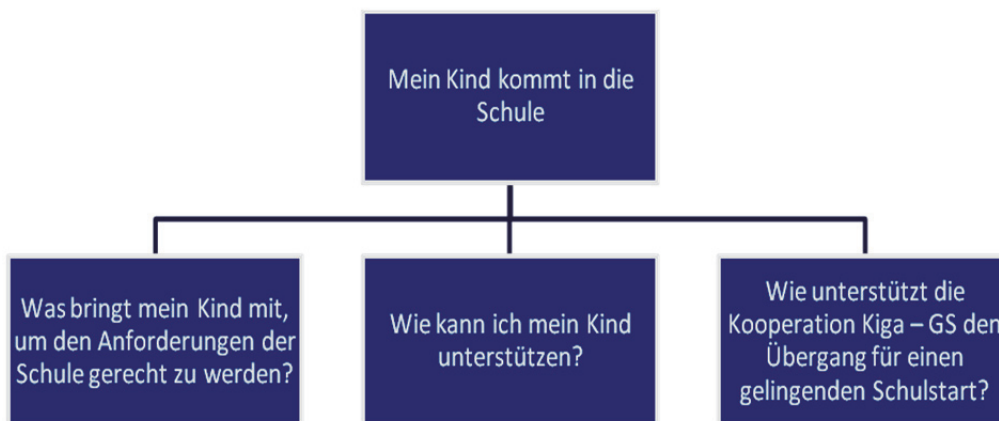 Mein Kind kommt in die
Schule
Was bringt mein Kind mit,
um den Anforderungen der
Schule gerecht zu werden?
Wie kann ich mein Kind
unterstützen?
Wie unterstützt die
Kooperation Kiga – GS den
Übergang für einen
gelingenden Schulstart?